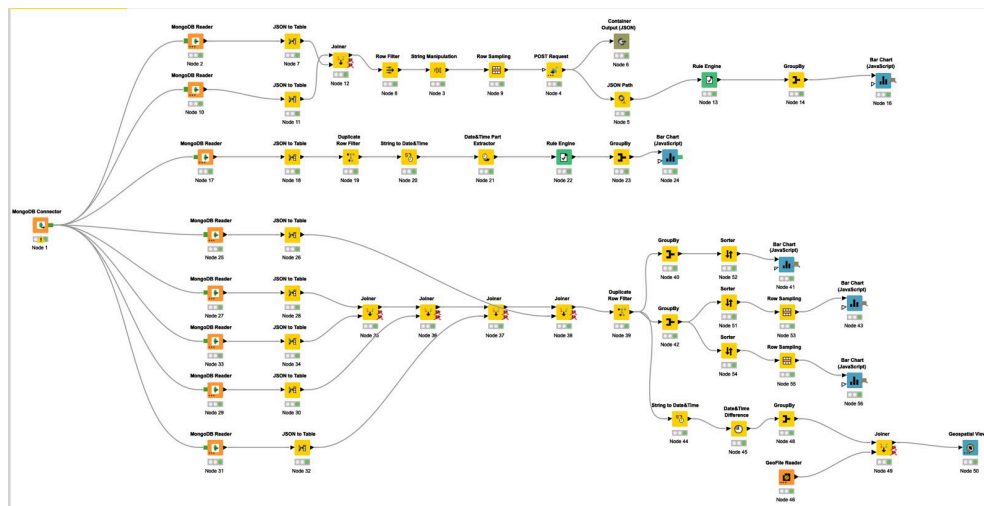 MongoDB Reader
Node 2
JSON to Table
Node 7
Joiner
Node 12
Row Filter
Node 8
String Manipulation
Node 3
Row Sampling
Node 9
POST Request
Node 4
Container
Output (JSON)
Node 6
JSON Path
Node 5
Rule Engine
Node 13
GroupBy
Node 14
Bar Chart
(JavaScript)
Node 16
MongoDB Reader
Node 10
JSON to Table
Node 11
MongoDB Reader
Node 17
JSON to Table
Node 18
Duplicate
Row Filter
Node 19
String to Date&Time
Node 20
Date&Time Part
Extractor
Node 21
Rule Engine
Node 22
GroupBy
Node 23
Bar Chart
(JavaScript)
Node 24
MongoDB Connector
Node 1
MongoDB Reader
Node 25
JSON to Table
Node 26
MongoDB Reader
Node 27
JSON to Table
Node 28
MongoDB Reader
Node 33
JSON to Table
Node 34
MongoDB Reader
Node 29
JSON to Table
Node 30
MongoDB Reader
Node 31
JSON to Table
Node 32
Joiner
Node
Joiner
Node 36
Joiner
Node 37
Joiner
Node 38
Duplicate
Row Filter
Node 39
GroupBy
Node 40
Sorter
Node 52
Bar Chart
(JavaScript)
Node 41
GroupBy
Node 42
Sorter
Node 51
Row Sampling
Node 53
Bar Chart
(JavaScript)
Node 43
Sorter
Node 54
Row Sampling
Node 55
Bar Chart
(JavaScript)
Node 56
String to Date&Time
Node 44
Date&Time
Difference
Node 45
GroupBy
Node 48
GeoFile Reader
Node 46
Joiner
Node 49
Geospatial View
Node 50